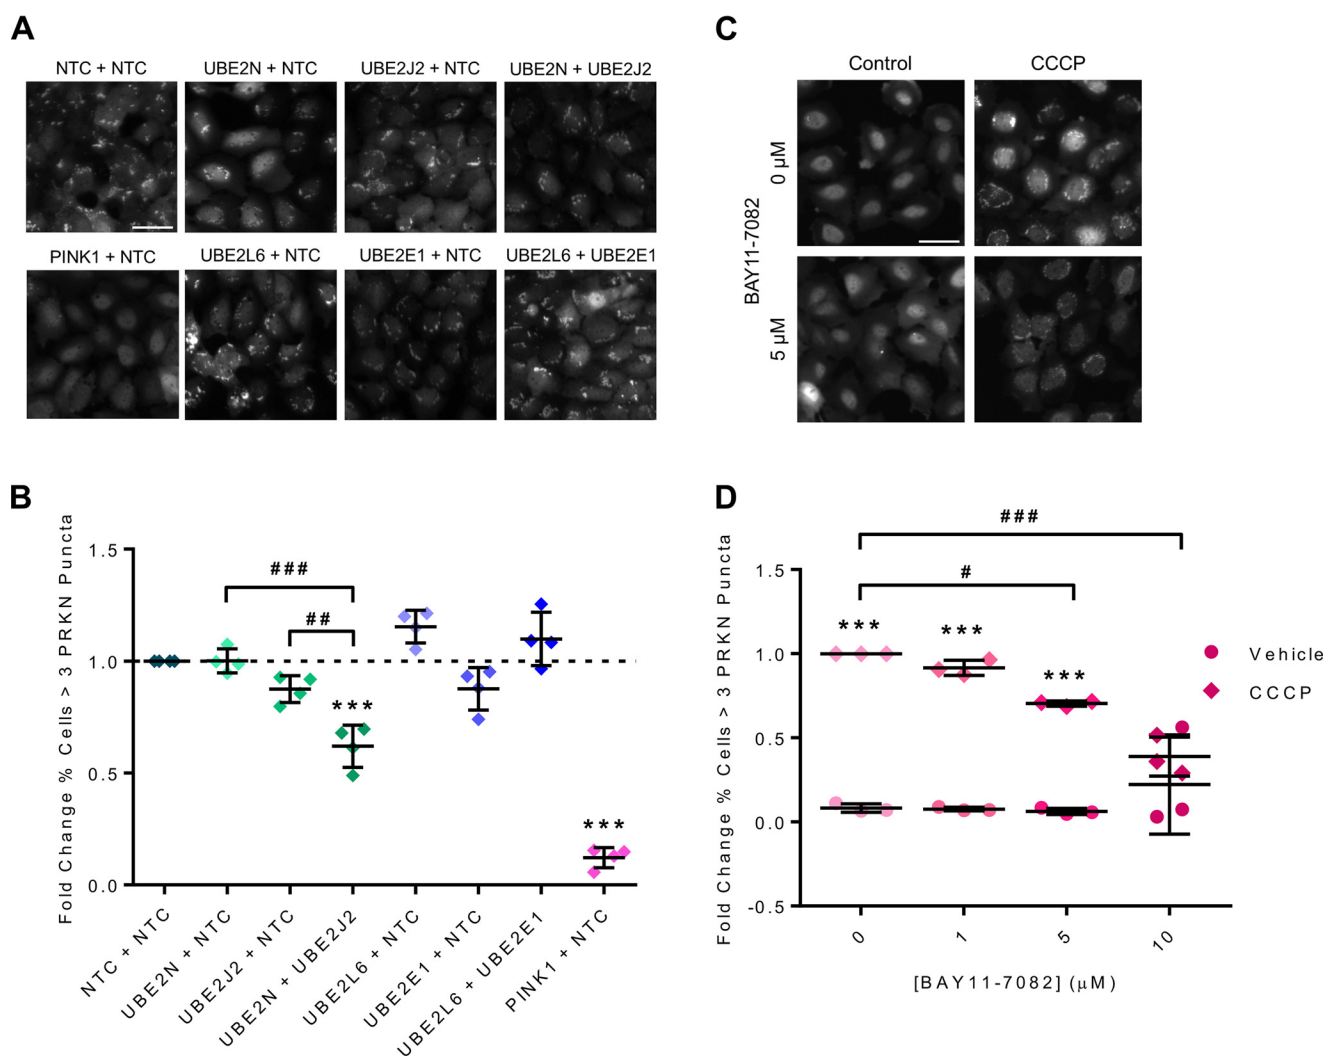 A
NTC + NTC
UBE2N + NTC
UBE2J2 + NTC
UBE2N + UBE2J2
PINK1 + NTC
UBE2L6 + NTC
UBE2E1 + NTC
UBE2L6 + UBE2E1
C
Control
CCCP
BAY11-7082
0 µM
5 µM
B
Fold Change % Cells > 3 PRKN Puncta
1.5
1.0
0.5
0.0
###
##
***
***
NTC + NTC
UBE2N + NTC
UBE2J2 + NTC
UBE2N + UBE2J2
UBE2L6 + NTC
UBE2E1 + NTC
UBE2L6 + UBE2E1
PINK1 + NTC
D
Fold Change % Cells > 3 PRKN Puncta
1.5
1.0
0.5
0.0
-0.5
###
#
***
***
***
Vehicle
CCCP
0
1
5
10
[BAY11-7082] (µM)